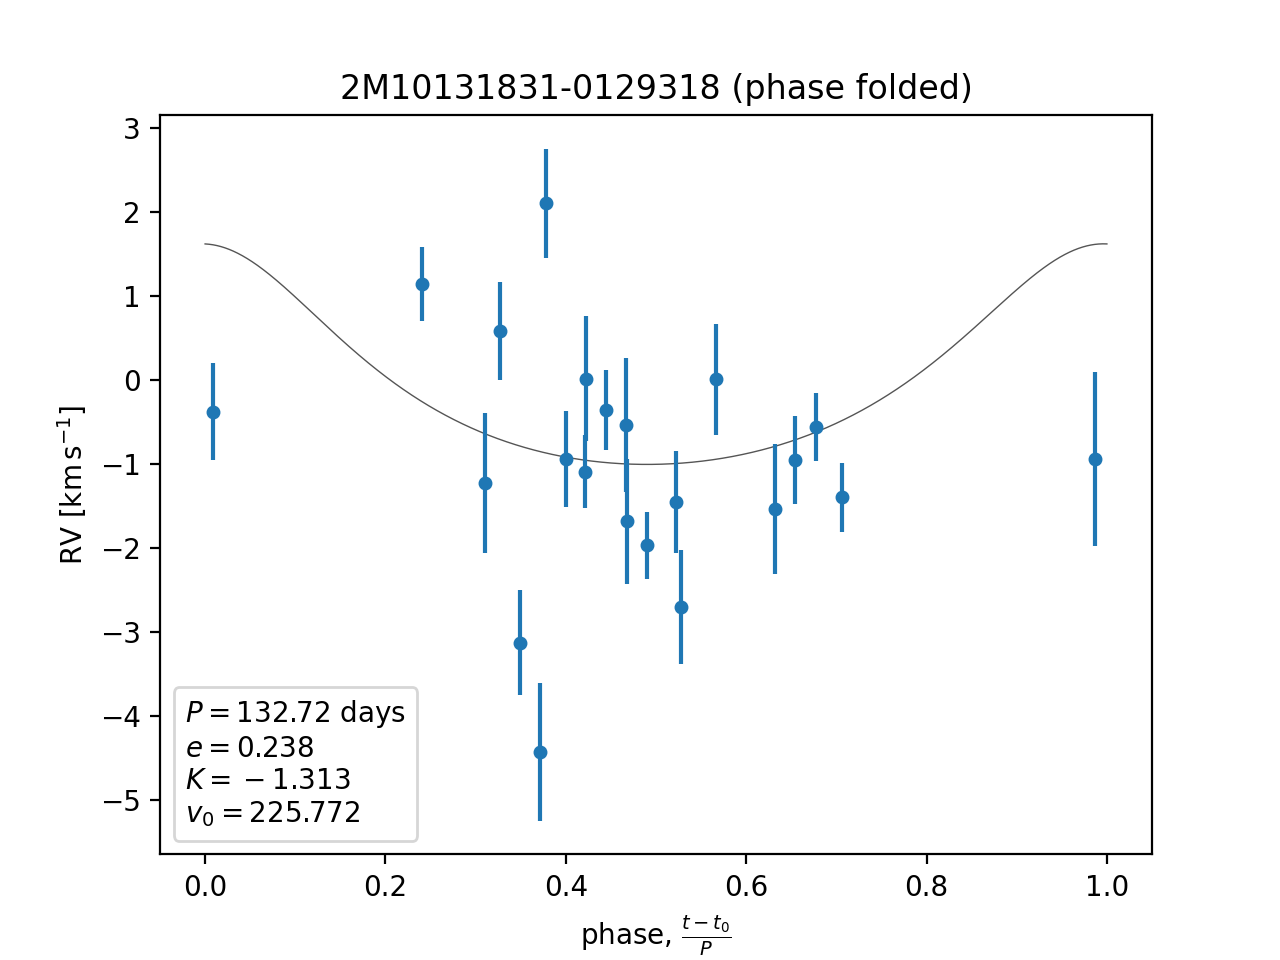 2M10131831-0129318 (phase folded)
3
2
1
0
−1
−2
−3
−4
−5
RV [km s⁻¹]
P = 132.72 days
e = 0.238
K = −1.313
v₀ = 225.772
0.0 0.2 0.4 0.6 0.8 1.0
phase, (t − t₀)/P